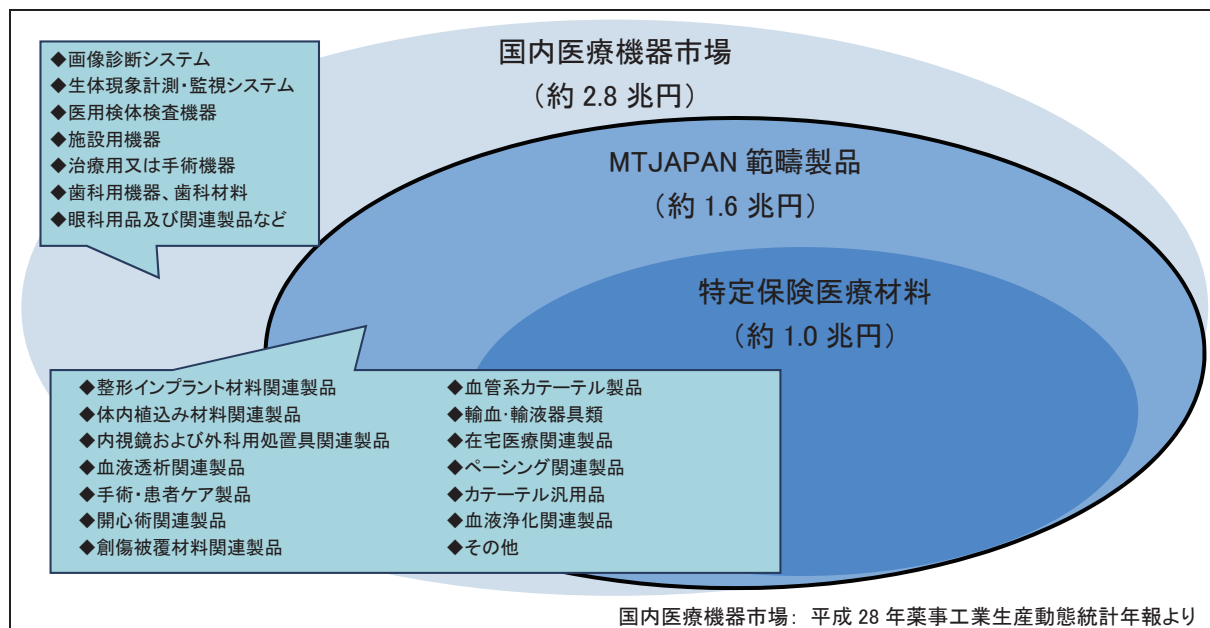 国内医療機器市場
（約 2.8 兆円）
◆画像診断システム
◆生体現象計測・監視システム
◆医用検体検査機器
◆施設用機器
◆治療用又は手術機器
◆歯科用機器、歯科材料
◆眼科用品及び関連製品など
MTJAPAN 範疇製品
（約 1.6 兆円）
特定保険医療材料
（約 1.0 兆円）
◆整形インプラント材料関連製品
◆体内植込み材料関連製品
◆内視鏡および外科用処置具関連製品
◆血液透析関連製品
◆手術・患者ケア製品
◆開心術関連製品
◆創傷被覆材料関連製品
◆血管系カテーテル製品
◆輸血・輸液器具類
◆在宅医療関連製品
◆ペーシング関連製品
◆カテーテル汎用品
◆血液浄化関連製品
◆その他
国内医療機器市場： 平成 28 年薬事工業生産動態統計年報より